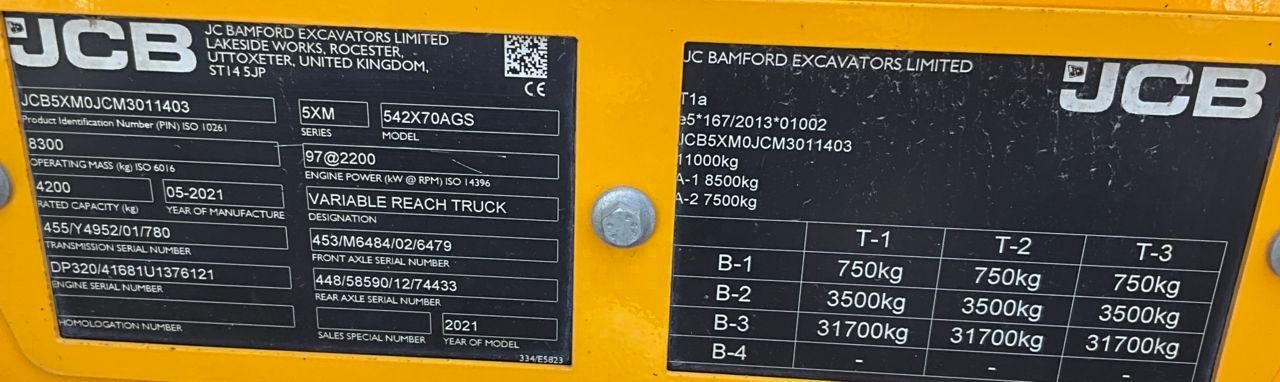 JCB
JC BAMFORD EXCAVATORS LIMITED
LAKESIDE WORKS, ROCESTER,
UTTOXETER, UNITED KINGDOM,
ST14 5JP
CE
JCB5XM0JCM3011403
Product Identification Number (PIN) ISO 10261
5XM
SERIES
542X70AGS
MODEL
8300
OPERATING MASS (kg) ISO 6016
97@2200
ENGINE POWER (kW @ RPM) ISO 14396
4200
RATED CAPACITY (kg)
05-2021
YEAR OF MANUFACTURE
VARIABLE REACH TRUCK
DESIGNATION
455/Y4952/01/780
TRANSMISSION SERIAL NUMBER
453/M6484/02/6479
FRONT AXLE SERIAL NUMBER
DP320/41681U1376121
ENGINE SERIAL NUMBER
448/58590/12/74433
REAR AXLE SERIAL NUMBER
HOMOLOGATION NUMBER
SALES SPECIAL NUMBER
2021
YEAR OF MODEL
334/E5823
JC BAMFORD EXCAVATORS LIMITED
JCB
T1a
e5*167/2013*01002
JCB5XM0JCM3011403
11000kg
A-1 8500kg
A-2 7500kg
T-1 T-2 T-3
B-1 750kg 750kg 750kg
B-2 3500kg 3500kg 3500kg
B-3 31700kg 31700kg 31700kg
B-4 - - -